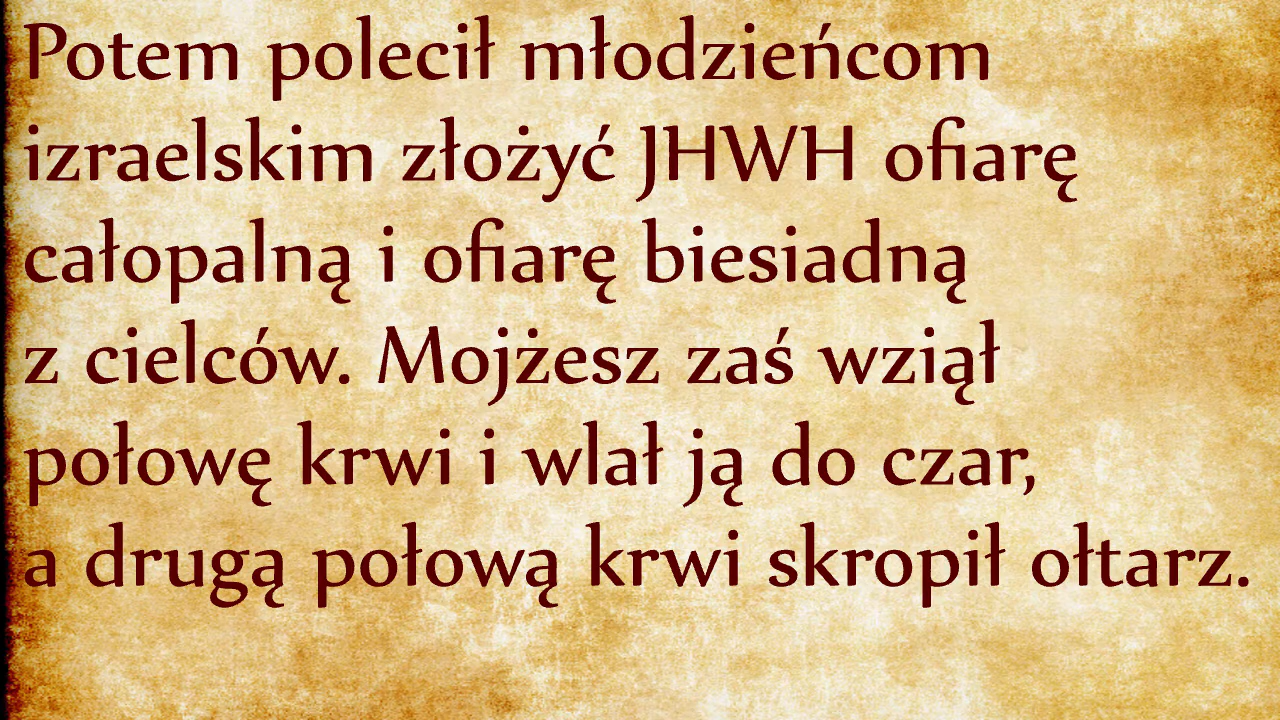 Potem polecił młodzieńcom
izraelskim złożyć JHWH ofiarę
całopalną i ofiarę biesiadną
z cielców. Mojżesz zaś wziął
połowę krwi i wlał ją do czar,
a drugą połową krwi skropił ołtarz.